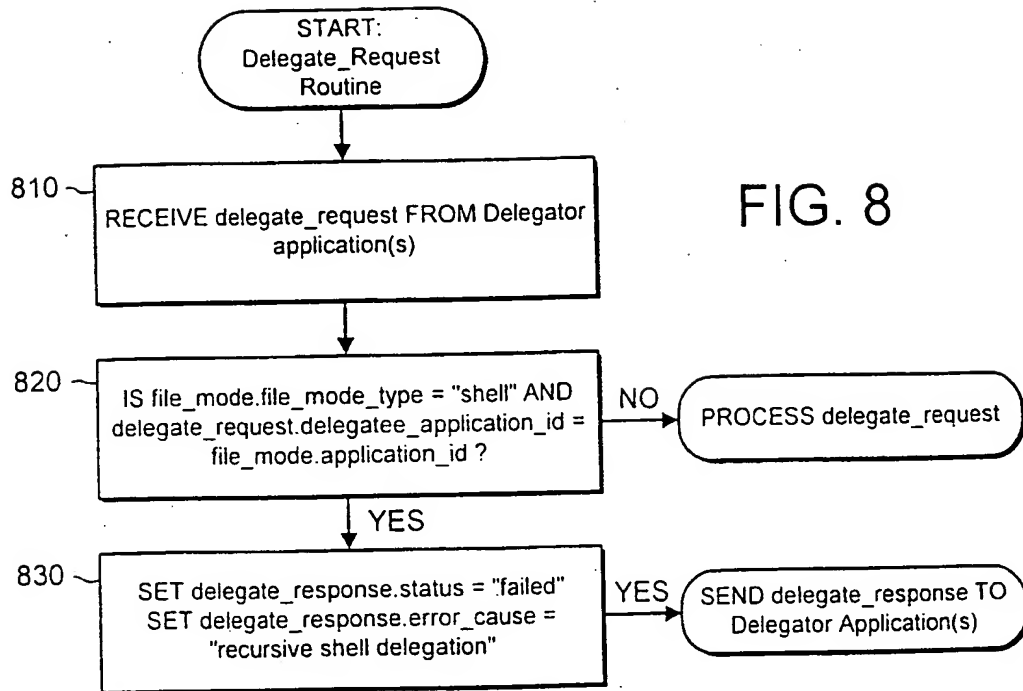 START:
Delegate_Request
Routine
810
RECEIVE delegate_request FROM Delegator
application(s)
FIG. 8
820
IS file_mode.file_mode_type = "shell" AND
delegate_request.delegatee_application_id =
file_mode.application_id ?
NO
PROCESS delegate_request
YES
830
SET delegate_response.status = "failed"
SET delegate_response.error_cause =
"recursive shell delegation"
YES
SEND delegate_response TO
Delegator Application(s)